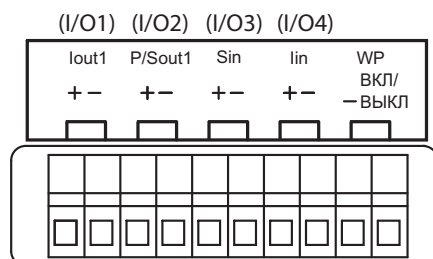 (I/O1) (I/O2) (I/O3) (I/O4)
Iout1 P/Sout1 Sin Iin WP
ВКЛ/
+ − + − + − + − − ВЫКЛ